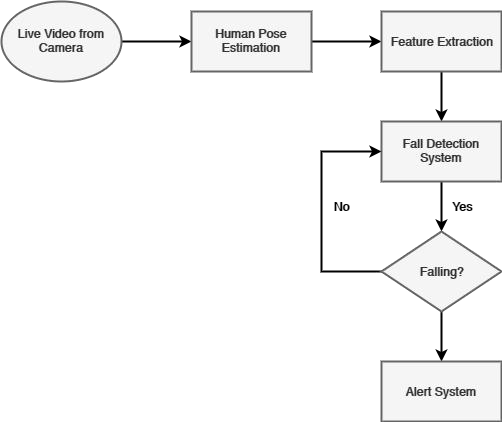 Live Video from
Camera
Human Pose
Estimation
Feature Extraction
Fall Detection
System
No
Yes
Falling?
Alert System